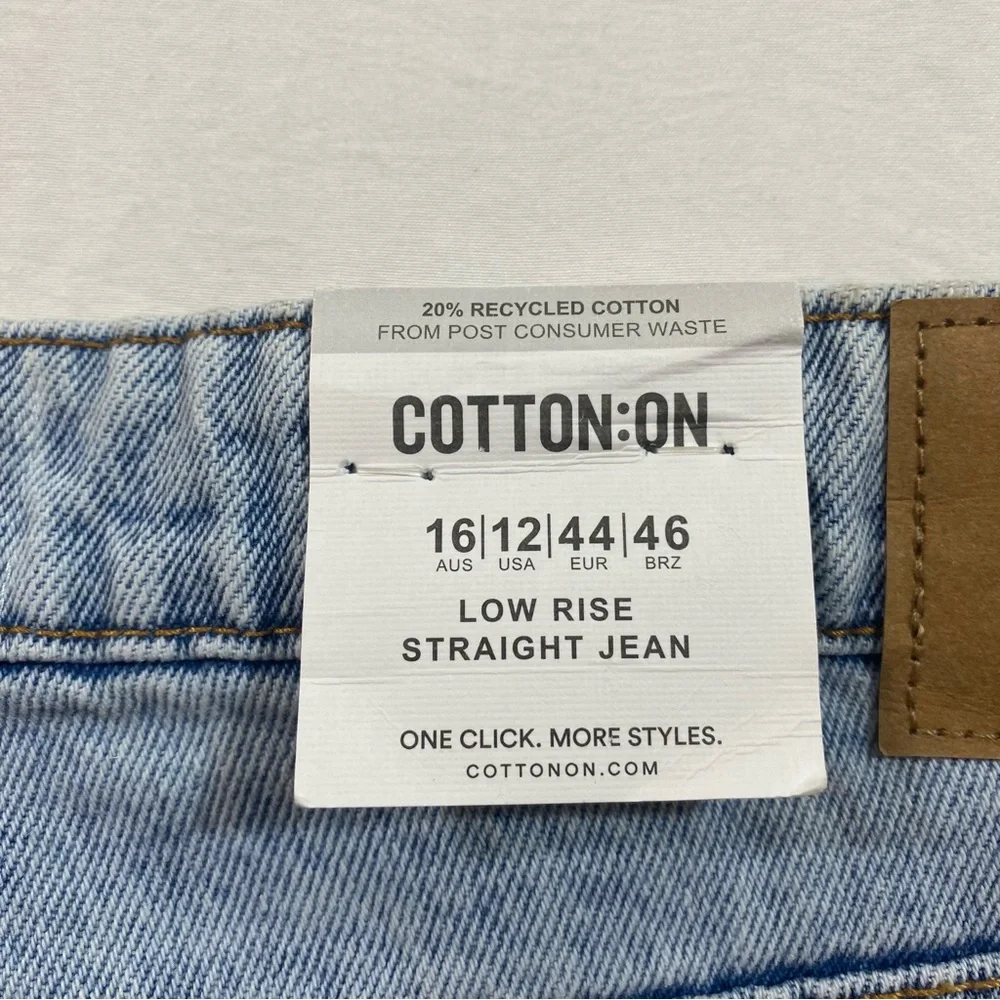 20% RECYCLED COTTON
FROM POST CONSUMER WASTE
COTTON:ON
16|12|44|46
AUS USA EUR BRZ
LOW RISE
STRAIGHT JEAN
ONE CLICK. MORE STYLES.
COTTONON.COM